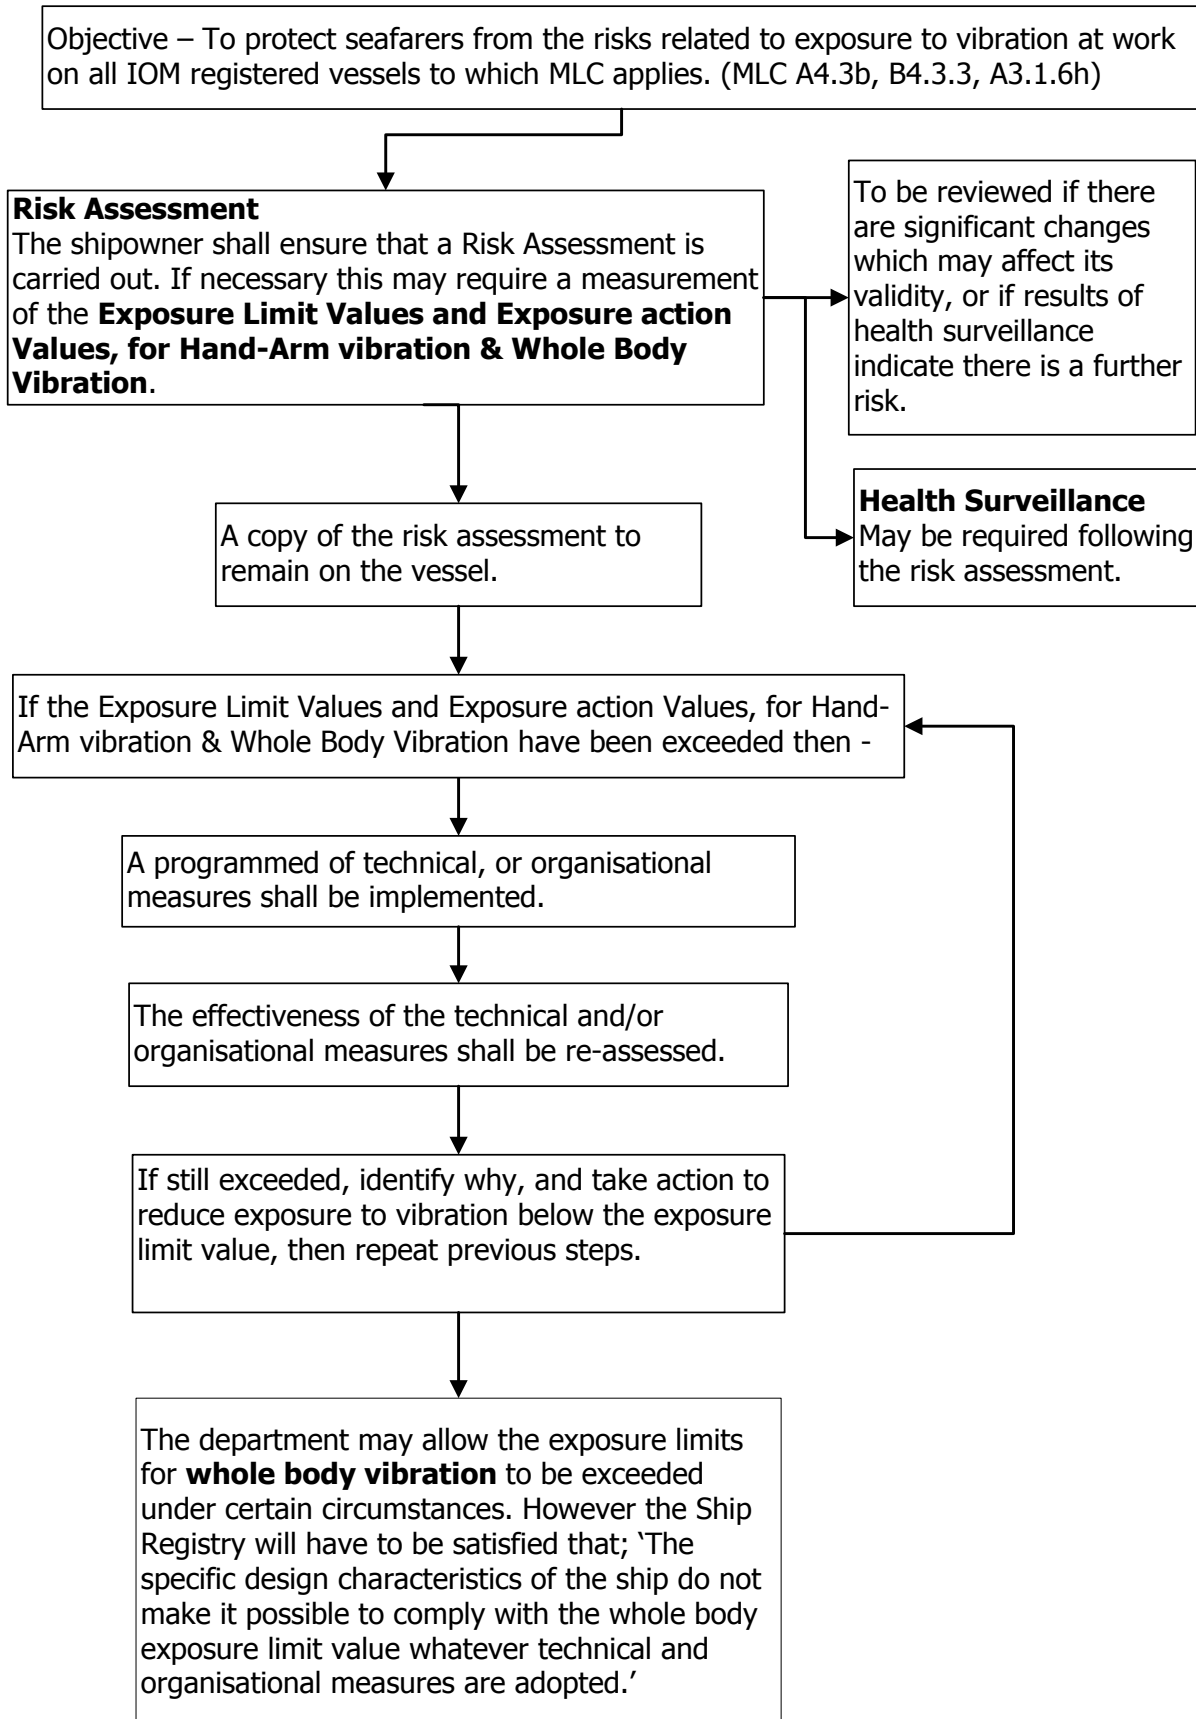 Objective – To protect seafarers from the risks related to exposure to vibration at work
on all IOM registered vessels to which MLC applies. (MLC A4.3b, B4.3.3, A3.1.6h)
Risk Assessment
The shipowner shall ensure that a Risk Assessment is
carried out. If necessary this may require a measurement
of the Exposure Limit Values and Exposure action
Values, for Hand-Arm vibration & Whole Body
Vibration.
To be reviewed if there
are significant changes
which may affect its
validity, or if results of
health surveillance
indicate there is a further
risk.
Health Surveillance
May be required following
the risk assessment.
A copy of the risk assessment to
remain on the vessel.
If the Exposure Limit Values and Exposure action Values, for Hand-
Arm vibration & Whole Body Vibration have been exceeded then -
A programmed of technical, or organisational
measures shall be implemented.
The effectiveness of the technical and/or
organisational measures shall be re-assessed.
If still exceeded, identify why, and take action to
reduce exposure to vibration below the exposure
limit value, then repeat previous steps.
The department may allow the exposure limits
for whole body vibration to be exceeded
under certain circumstances. However the Ship
Registry will have to be satisfied that; ‘The
specific design characteristics of the ship do not
make it possible to comply with the whole body
exposure limit value whatever technical and
organisational measures are adopted.’